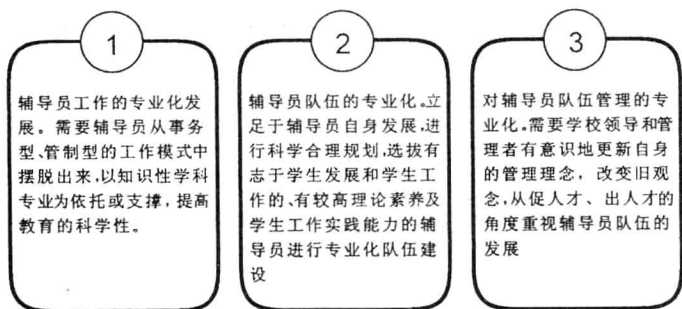 1
辅导员工作的专业化发
展。需要辅导员从事务
型、管制型的工作模式中
摆脱出来,以知识性学科
专业为依托或支撑,提高
教育的科学性。
2
辅导员队伍的专业化。立
足于辅导员自身发展,进
行科学合理规划,选拔有
志于学生发展和学生工
作的、有较高理论素养及
学生工作实践能力的辅
导员进行专业化队伍建
设
3
对辅导员队伍管理的专
业化。需要学校领导和管
理者有意识地更新自身
的管理理念，改变旧观
念,从促人才、出人才的
角度重视辅导员队伍的
发展